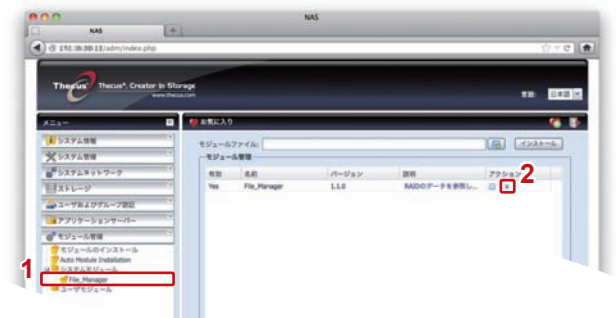 NAS
NAS
/adm/index.php
Thecus Thecus®, Creator in Storage
www.thecus.com
言語: 日本語
メニュー
お気に入り
システム情報
システム管理
システムネットワーク
ストレージ
ユーザおよびグループ認証
アプリケーションサーバー
モジュール管理
モジュールのインストール
Auto Module Installation
システムモジュール
File_Manager
ユーザモジュール
1
モジュールファイル:
インストール
モジュール管理
有効 名前 バージョン 説明 アクション
Yes File_Manager 1.1.0 RAIDのデータを参照し...
2